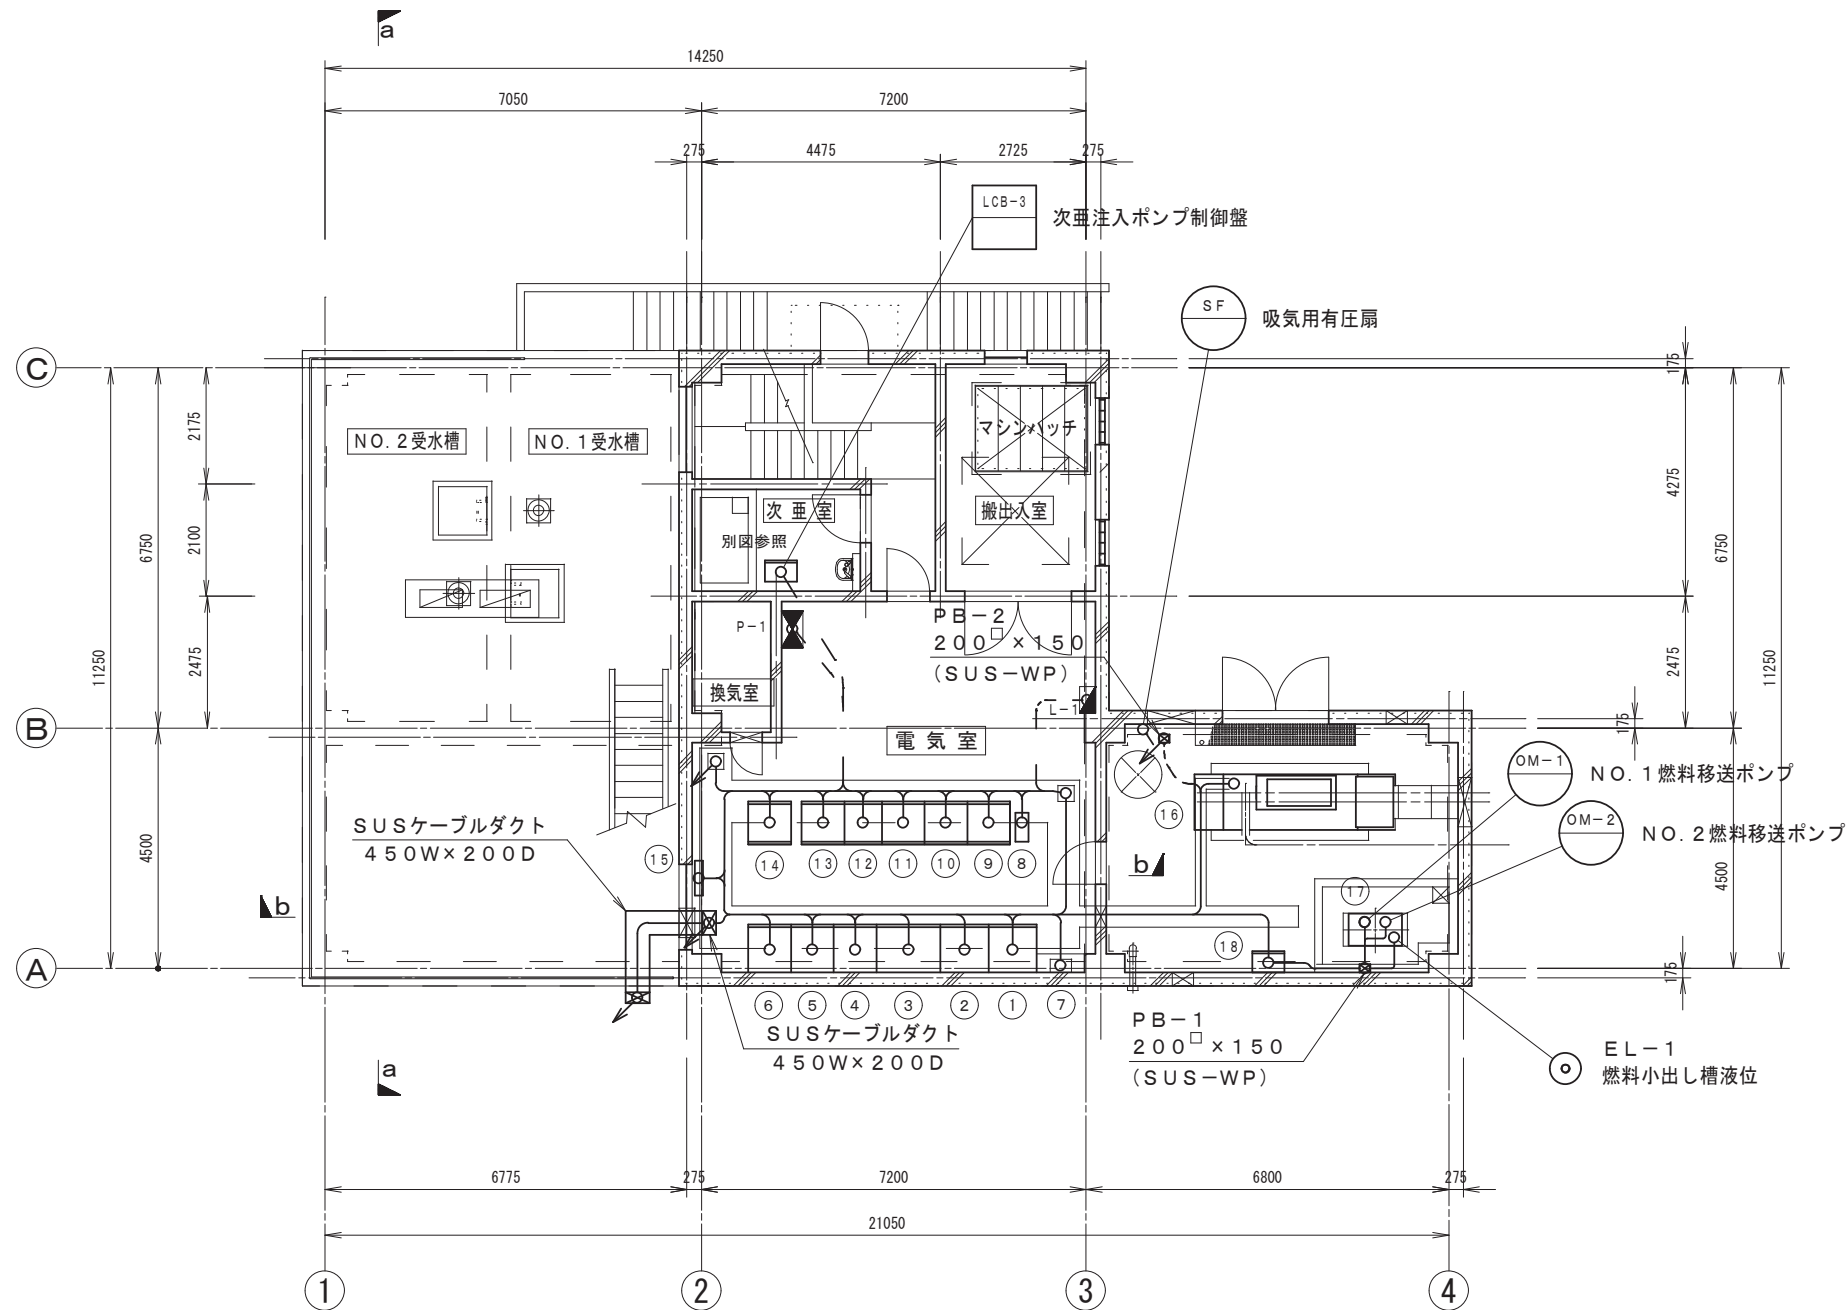 a
14250
7050
7200
275
4475
2725
275
LCB-3
次亜注入ポンプ制御盤
SF
吸気用有圧扇
C
175
2175
NO.2受水槽
NO.1受水槽
マシンハッチ
4275
次亜室
搬出入室
別図参照
6750
2100
6750
PB-2
200□×150
(SUS-WP)
P-1
11250
2475
換気室
L-1
2475
11250
B
電気室
175
OM-1
NO.1燃料移送ポンプ
OM-2
NO.2燃料移送ポンプ
SUSケーブルダクト
450W×200D
4500
15
14
13
12
11
10
9
8
16
b
17
4500
b
18
A
175
6
5
4
3
2
1
7
SUSケーブルダクト
450W×200D
PB-1
200□×150
(SUS-WP)
EL-1
燃料小出し槽液位
a
6775
275
7200
6800
275
21050
1
2
3
4